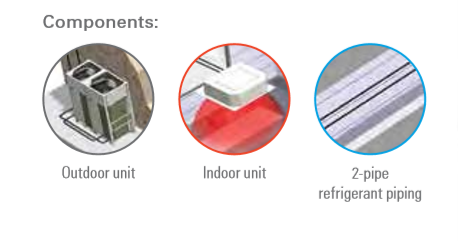 Components:
Outdoor unit
Indoor unit
2-pipe
refrigerant piping